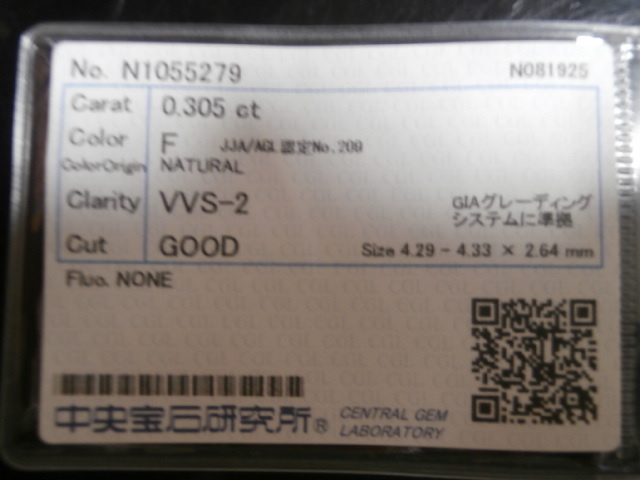 No. N1055279 N081925
Carat 0.305 ct
Color F JJA/AGL認定No.209
ColorOrigin NATURAL
Clarity VVS-2 GIAグレーディング
システムに準拠
Cut GOOD Size 4.29 - 4.33 × 2.64 mm
Fluo. NONE
中央宝石研究所® CENTRAL GEM
LABORATORY